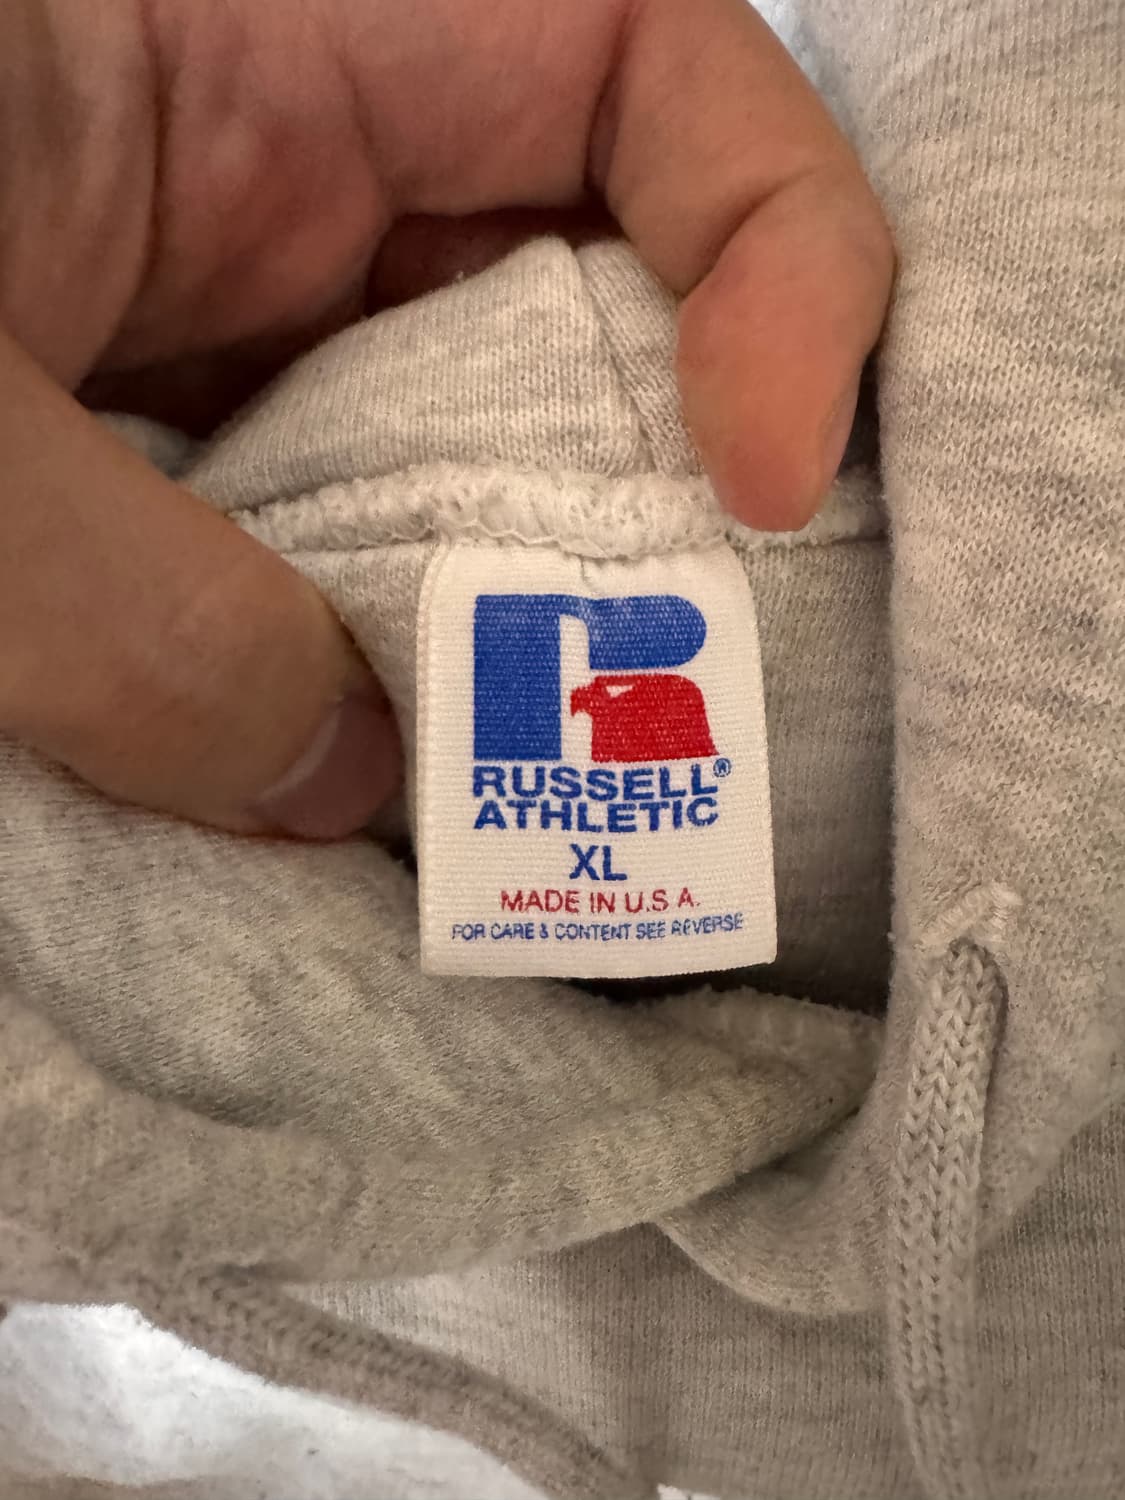 RUSSELL®
ATHLETIC
XL
MADE IN U.S.A.
FOR CARE & CONTENT SEE REVERSE